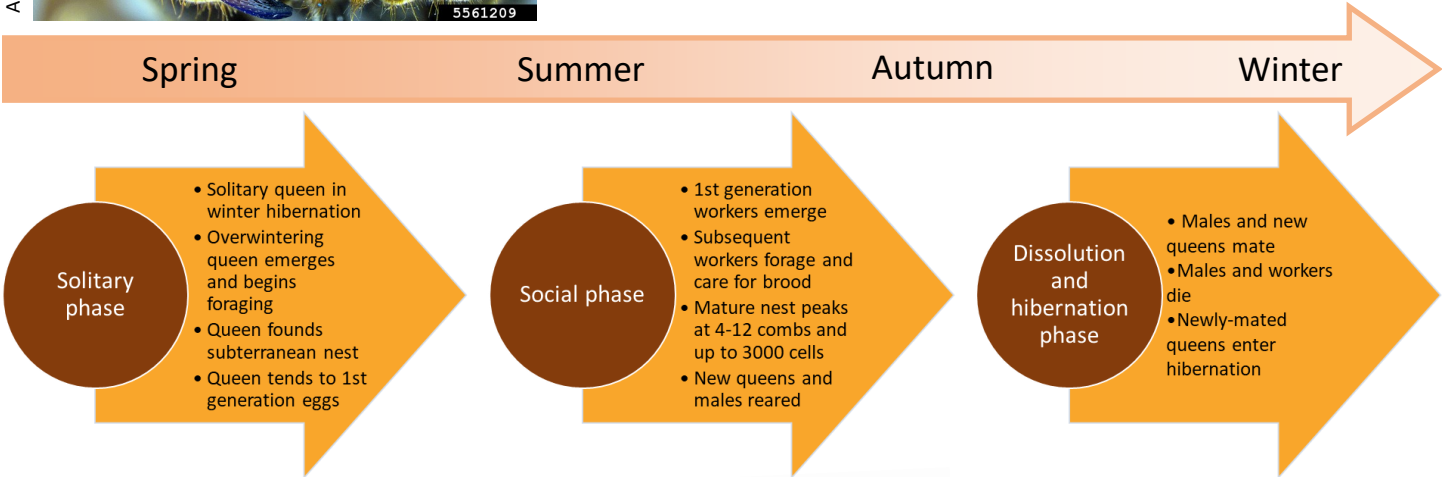 A
5561209
Spring
Summer
Autumn
Winter
Solitary
phase
• Solitary queen in
winter hibernation
• Overwintering
queen emerges
and begins
foraging
• Queen founds
subterranean nest
• Queen tends to 1st
generation eggs
Social phase
• 1st generation
workers emerge
• Subsequent
workers forage and
care for brood
• Mature nest peaks
at 4-12 combs and
up to 3000 cells
• New queens and
males reared
Dissolution
and
hibernation
phase
• Males and new
queens mate
•Males and workers
die
•Newly-mated
queens enter
hibernation